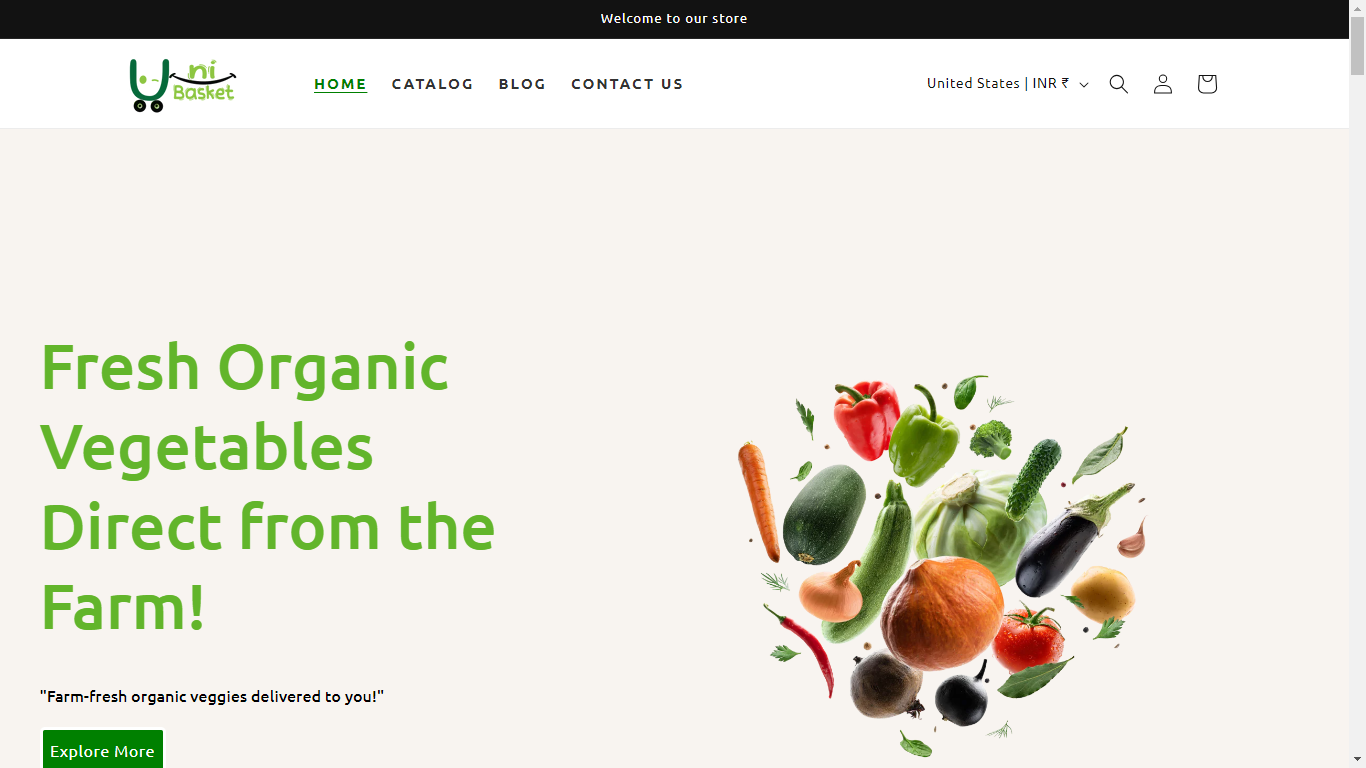 Welcome to our store
Uni
Basket
HOME CATALOG BLOG CONTACT US
United States | INR ₹
Fresh Organic
Vegetables
Direct from the
Farm!
"Farm-fresh organic veggies delivered to you!"
Explore More